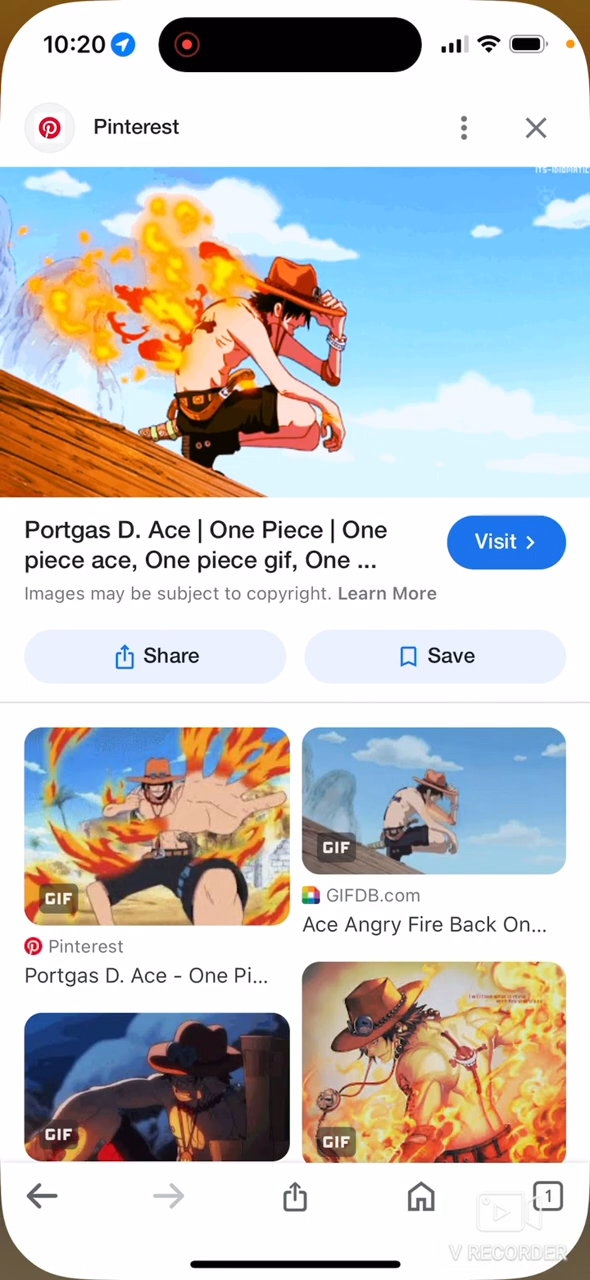 10:20
Pinterest
ITS-IDIOMATIC
Portgas D. Ace | One Piece | One
piece ace, One piece gif, One ...
Visit
Images may be subject to copyright. Learn More
Share
Save
GIF
GIF
GIFDB.com
Ace Angry Fire Back On...
Pinterest
Portgas D. Ace - One Pi...
GIF
GIF
1
V RECORDER